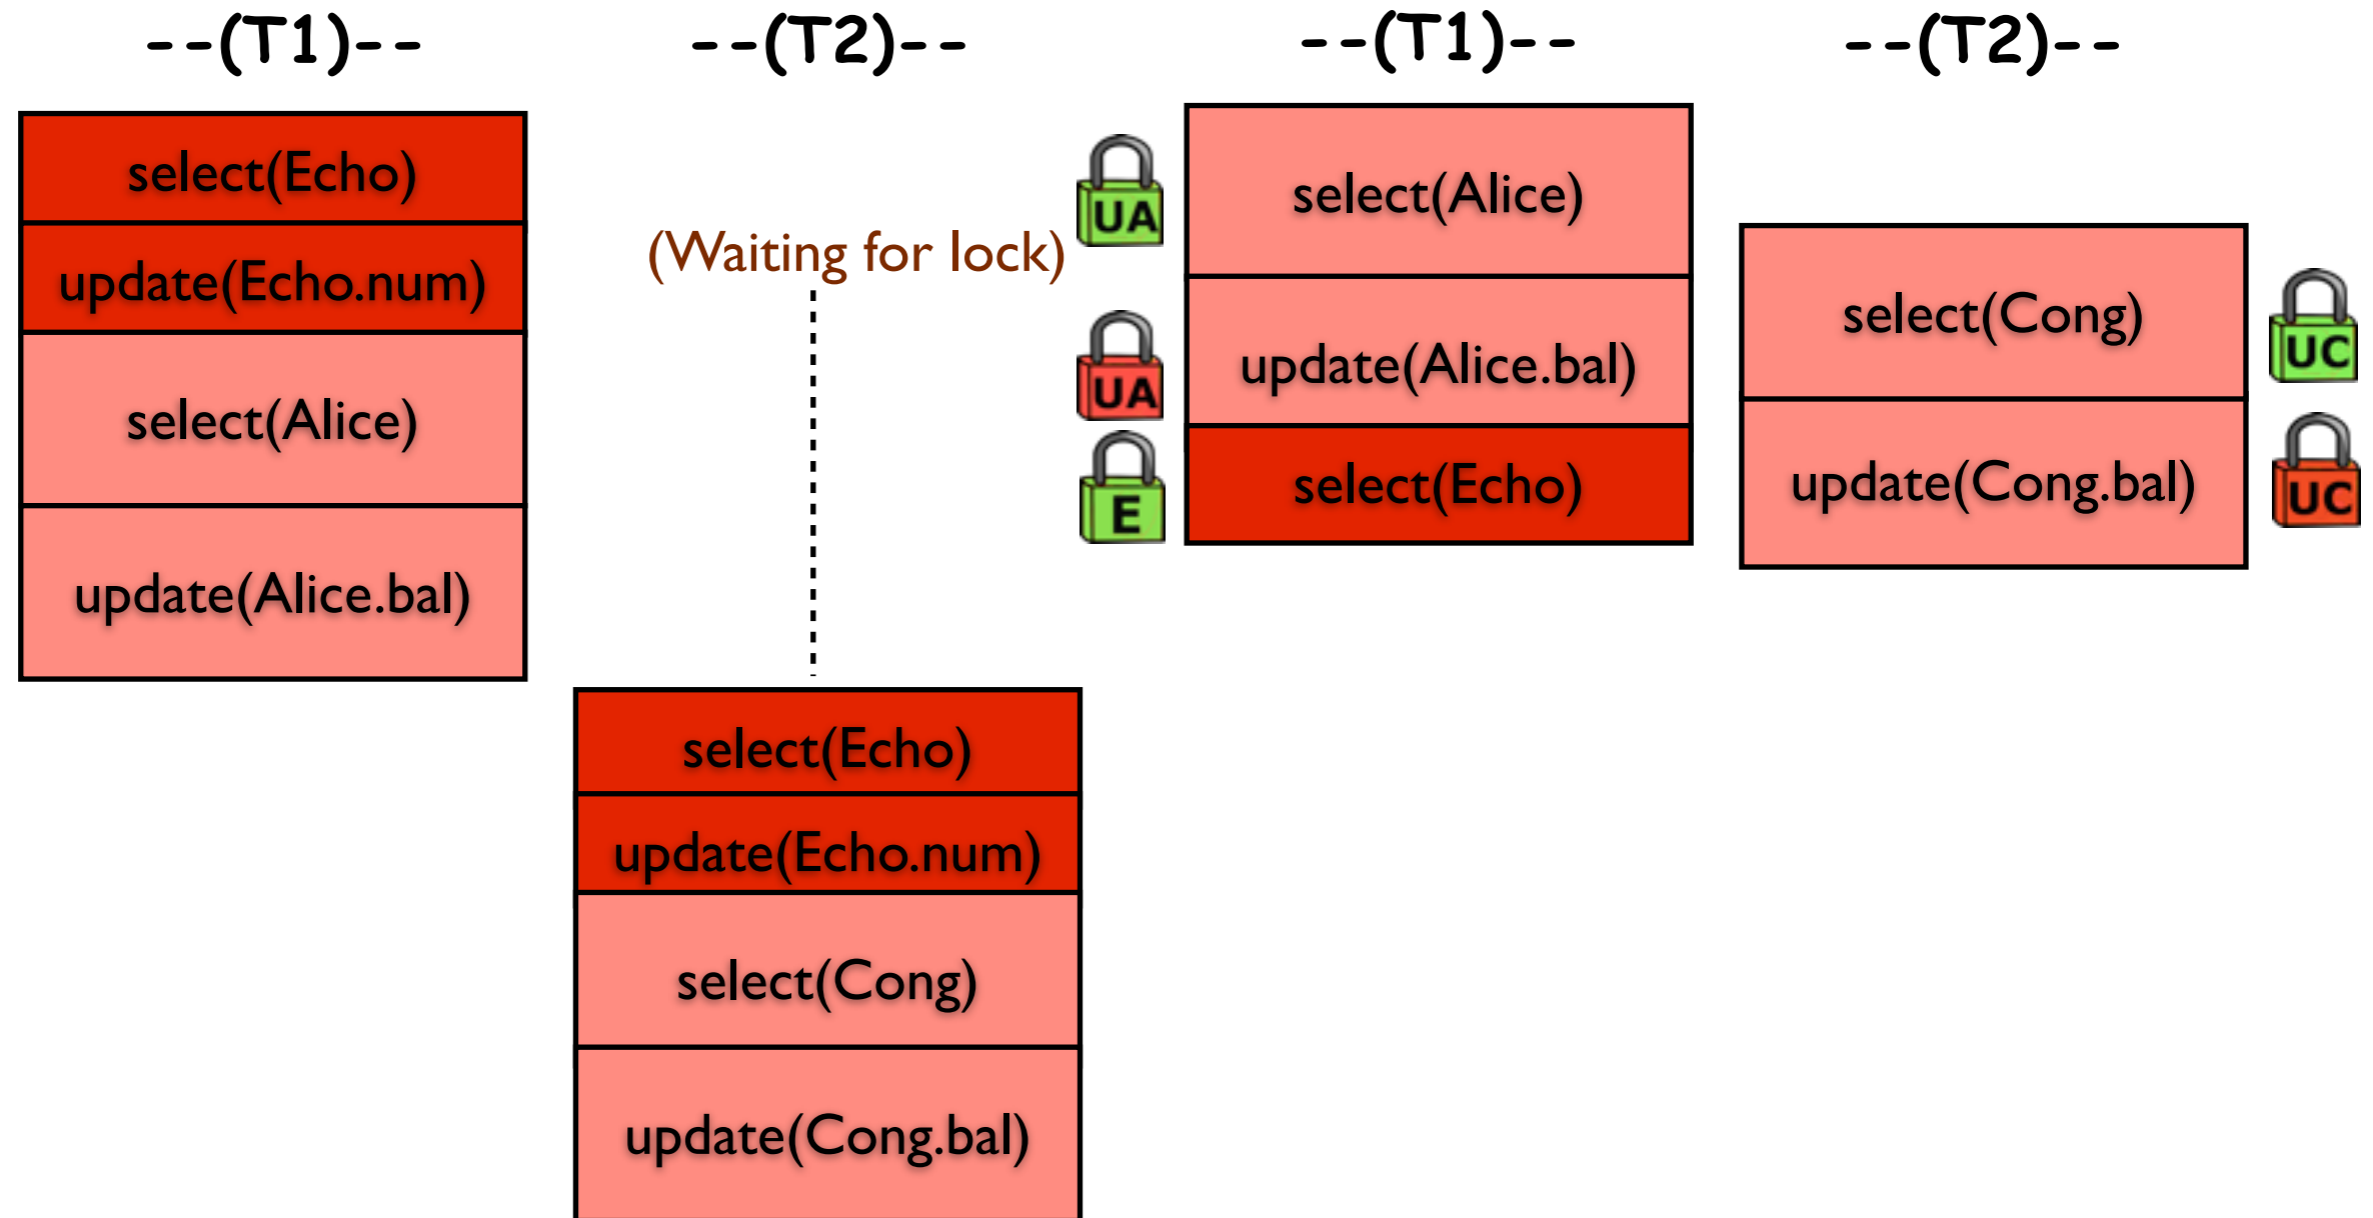 --(T1)--
--(T2)--
--(T1)--
--(T2)--
select(Echo)
update(Echo.num)
select(Alice)
update(Alice.bal)
(Waiting for lock)
select(Echo)
update(Echo.num)
select(Cong)
update(Cong.bal)
UA
select(Alice)
UA
update(Alice.bal)
E
select(Echo)
select(Cong)
UC
update(Cong.bal)
UC